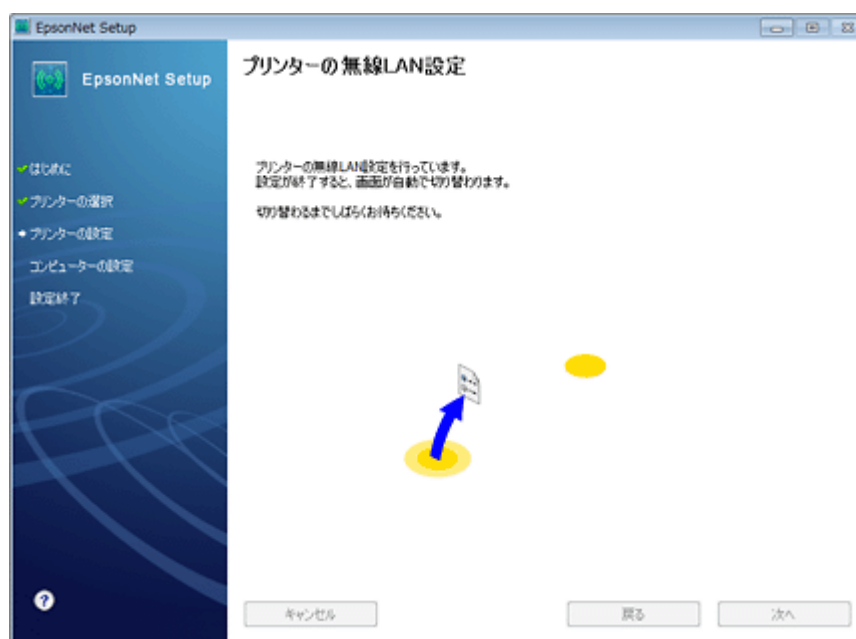 EpsonNet Setup
EpsonNet Setup
プリンターの無線LAN設定
はじめに
プリンターの選択
プリンターの設定
コンピューターの設定
設定終了
プリンターの無線LAN設定を行っています。
設定が終了すると、画面が自動で切り替わります。
切り替わるまでしばらくお待ちください。
?
キャンセル
戻る
次へ